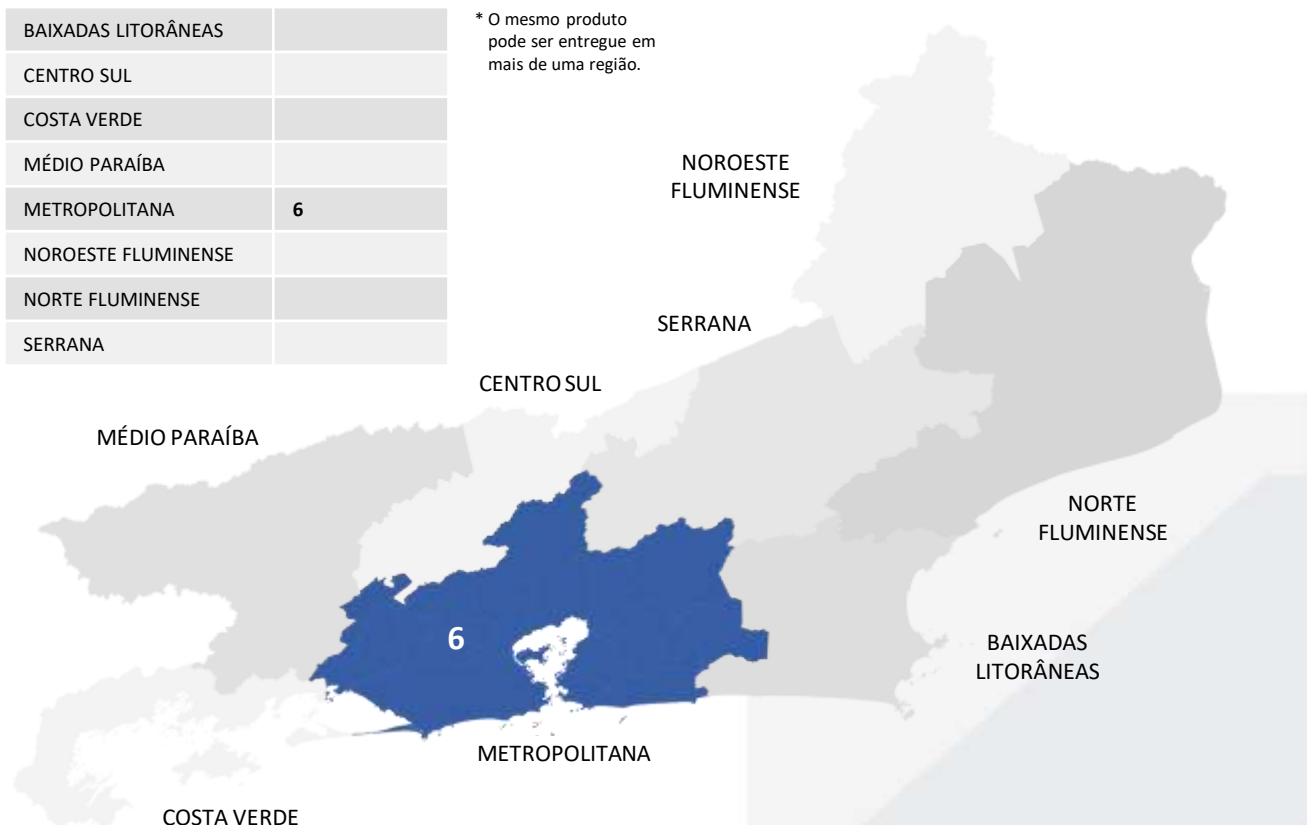 BAIXADAS LITORÂNEAS
CENTRO SUL
COSTA VERDE
MÉDIO PARAÍBA
METROPOLITANA 6
NOROESTE FLUMINENSE
NORTE FLUMINENSE
SERRANA
* O mesmo produto
pode ser entregue em
mais de uma região.
NOROESTE
FLUMINENSE
SERRANA
CENTRO SUL
MÉDIO PARAÍBA
NORTE
FLUMINENSE
6
BAIXADAS
LITORÂNEAS
METROPOLITANA
COSTA VERDE